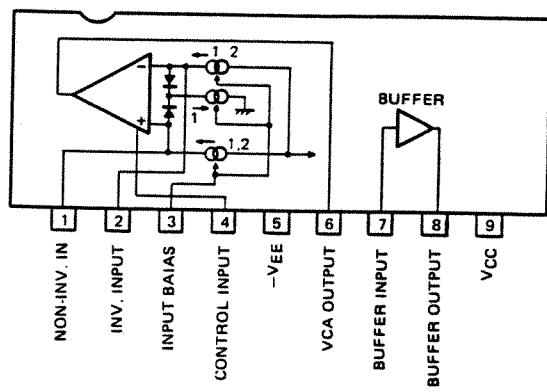 1, 2
-
BUFFER
1
+
1,2
1
2
3
4
5
6
7
8
9
NON-INV. IN
INV. INPUT
INPUT BAIAS
CONTROL INPUT
-VEE
VCA OUTPUT
BUFFER INPUT
BUFFER OUTPUT
VCC